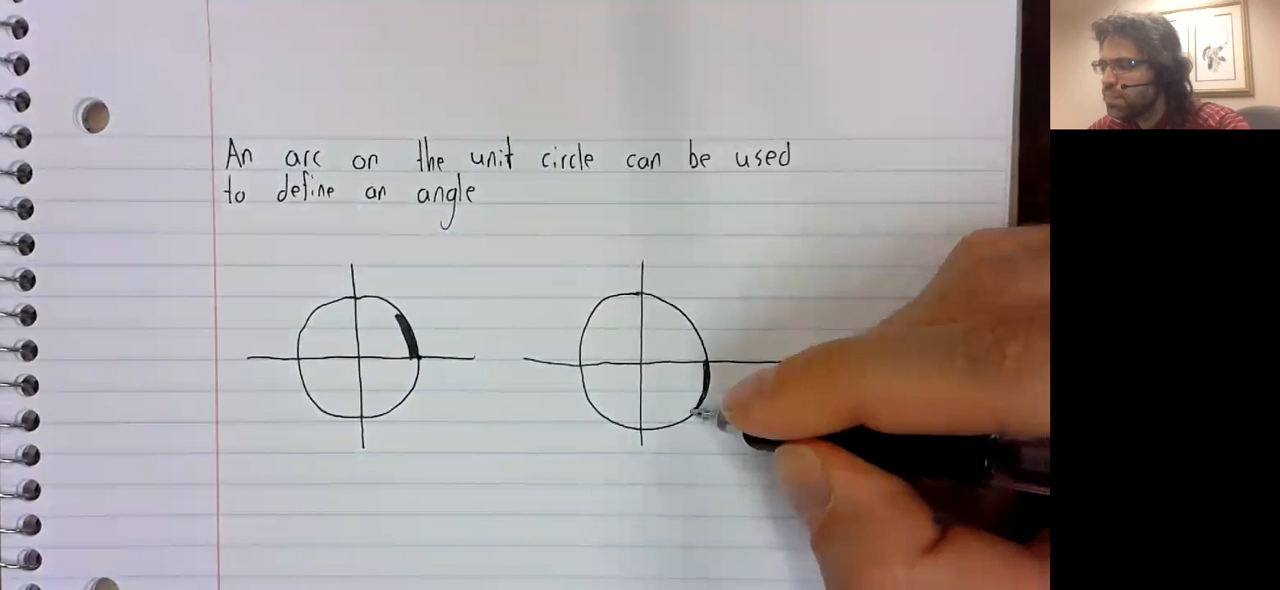 An arc on the unit circle can be used
to define an angle